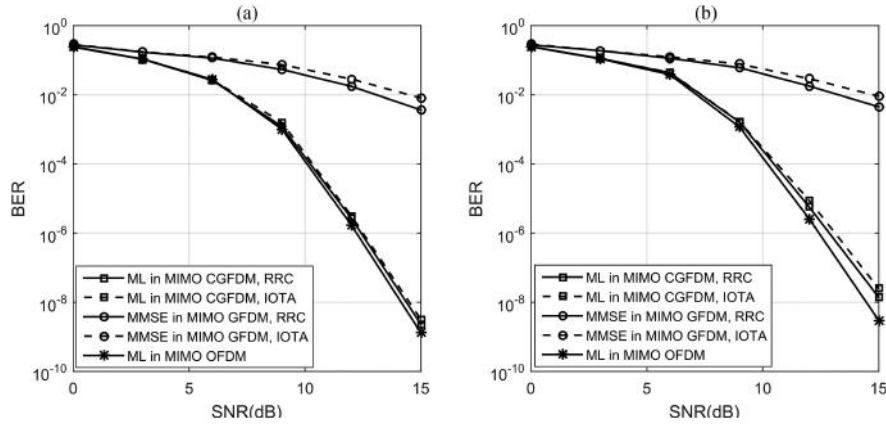 (a)
10^0
10^-2
10^-4
10^-6
10^-8
10^-10
BER
ML in MIMO CGFDM, RRC
ML in MIMO CGFDM, IOTA
MMSE in MIMO GFDM, RRC
MMSE in MIMO GFDM, IOTA
ML in MIMO OFDM
0 5 10 15
SNR(dB)
(b)
10^0
10^-2
10^-4
10^-6
10^-8
10^-10
BER
ML in MIMO CGFDM, RRC
ML in MIMO CGFDM, IOTA
MMSE in MIMO GFDM, RRC
MMSE in MIMO GFDM, IOTA
ML in MIMO OFDM
0 5 10 15
SNR(dB)